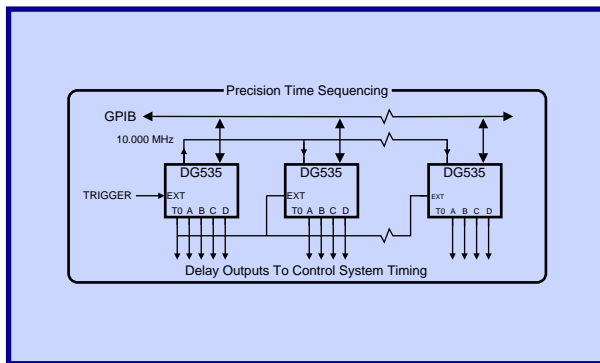 Precision Time Sequencing
GPIB
10.000 MHz
DG535 DG535 DG535
TRIGGER EXT EXT EXT
T0 A B C D T0 A B C D T0 A B C D
Delay Outputs To Control System Timing